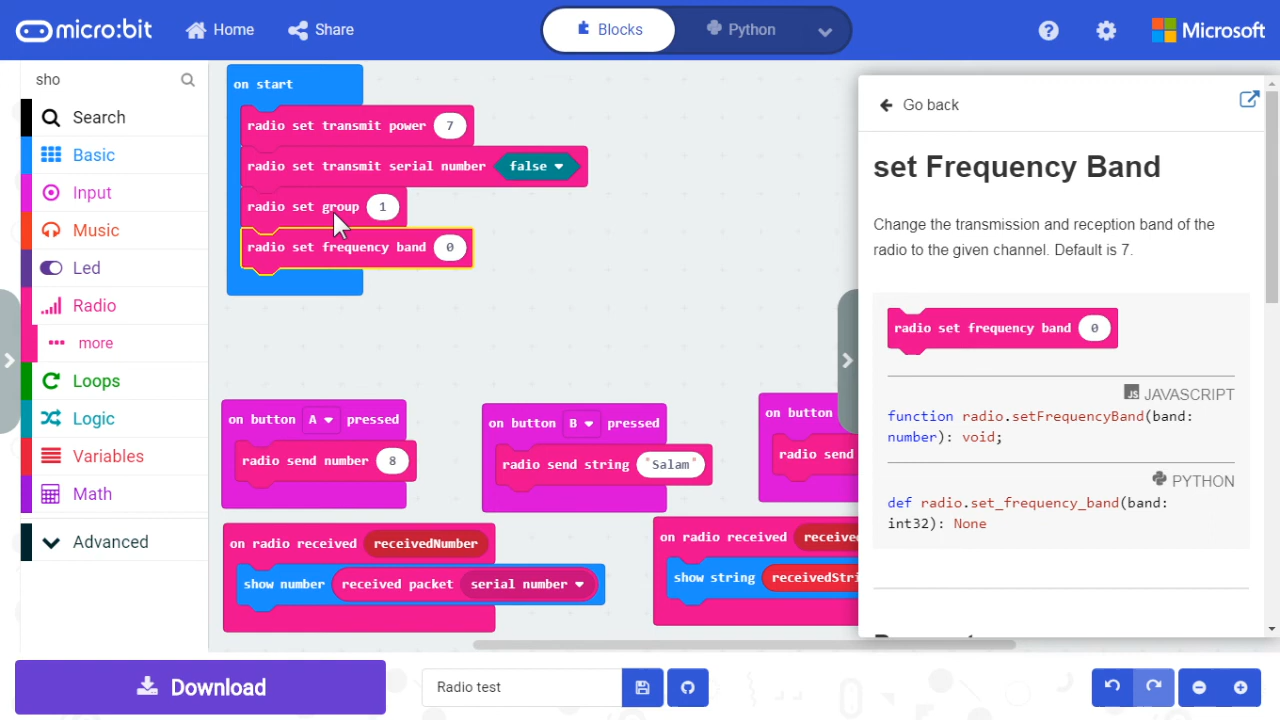 micro:bit
Home
Share
Blocks
Python
Microsoft
sho
Search
Basic
Input
Music
Led
Radio
more
Loops
Logic
Variables
Math
Advanced
on start
radio set transmit power 7
radio set transmit serial number false
radio set group 1
radio set frequency band 0
on button A pressed
radio send number 8
on button B pressed
radio send string "Salam"
on button
radio send
on radio received receivedNumber
show number received packet serial number
on radio received
show string
Go back
set Frequency Band
Change the transmission and reception band of the
radio to the given channel. Default is 7.
radio set frequency band 0
JS JAVASCRIPT
function radio.setFrequencyBand(band:
number): void;
PYTHON
def radio.set_frequency_band(band:
int32): None
Download
Radio test